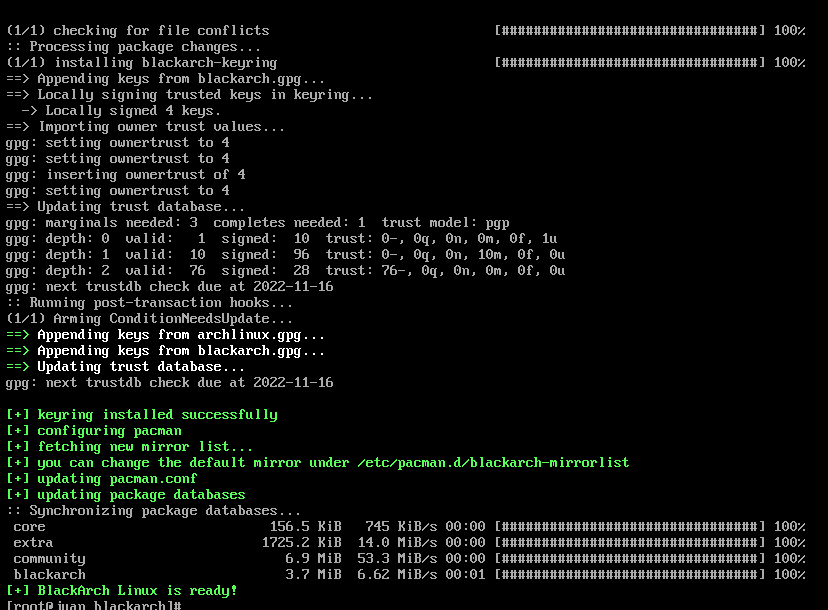 (1/1) checking for file conflicts [################################] 100%
:: Processing package changes...
(1/1) installing blackarch-keyring [################################] 100%
==> Appending keys from blackarch.gpg...
==> Locally signing trusted keys in keyring...
-> Locally signed 4 keys.
==> Importing owner trust values...
gpg: setting ownertrust to 4
gpg: setting ownertrust to 4
gpg: inserting ownertrust of 4
gpg: setting ownertrust to 4
==> Updating trust database...
gpg: marginals needed: 3 completes needed: 1 trust model: pgp
gpg: depth: 0 valid: 1 signed: 10 trust: 0-, 0q, 0n, 0m, 0f, 1u
gpg: depth: 1 valid: 10 signed: 96 trust: 0-, 0q, 0n, 10m, 0f, 0u
gpg: depth: 2 valid: 76 signed: 28 trust: 76-, 0q, 0n, 0m, 0f, 0u
gpg: next trustdb check due at 2022-11-16
:: Running post-transaction hooks...
(1/1) Arming ConditionNeedsUpdate...
==> Appending keys from archlinux.gpg...
==> Appending keys from blackarch.gpg...
==> Updating trust database...
gpg: next trustdb check due at 2022-11-16
[+] keyring installed successfully
[+] configuring pacman
[+] fetching new mirror list...
[+] you can change the default mirror under /etc/pacman.d/blackarch-mirrorlist
[+] updating pacman.conf
[+] updating package databases
:: Synchronizing package databases...
core 156.5 KiB 745 KiB/s 00:00 [################################] 100%
extra 1725.2 KiB 14.0 MiB/s 00:00 [################################] 100%
community 6.9 MiB 53.3 MiB/s 00:00 [################################] 100%
blackarch 3.7 MiB 6.62 MiB/s 00:01 [################################] 100%
[+] BlackArch Linux is ready!
[root@juan blackarch]#